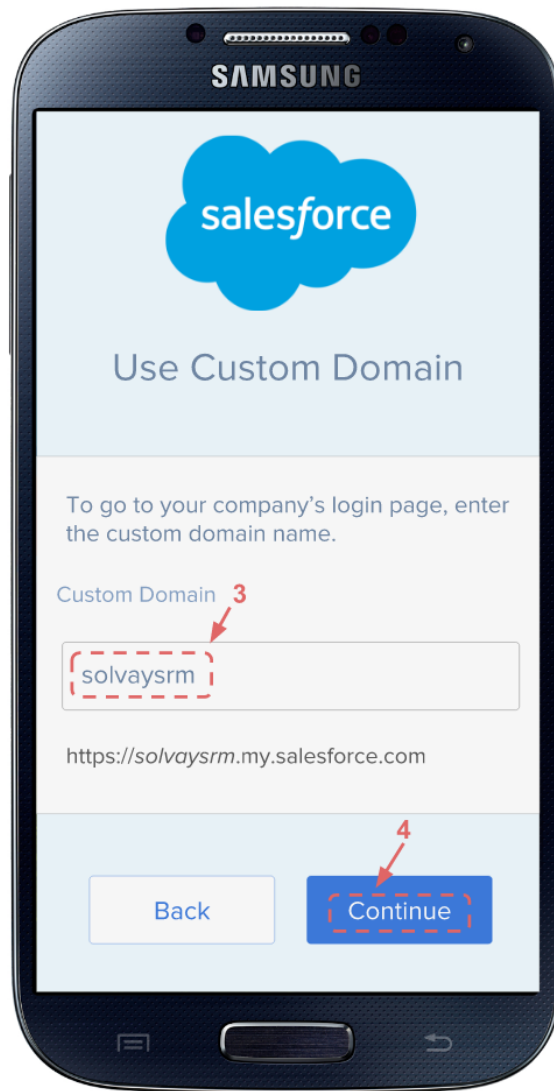 SAMSUNG
salesforce
Use Custom Domain
To go to your company's login page, enter
the custom domain name.
Custom Domain 3
solvaysrm
https://solvaysrm.my.salesforce.com
4
Back Continue